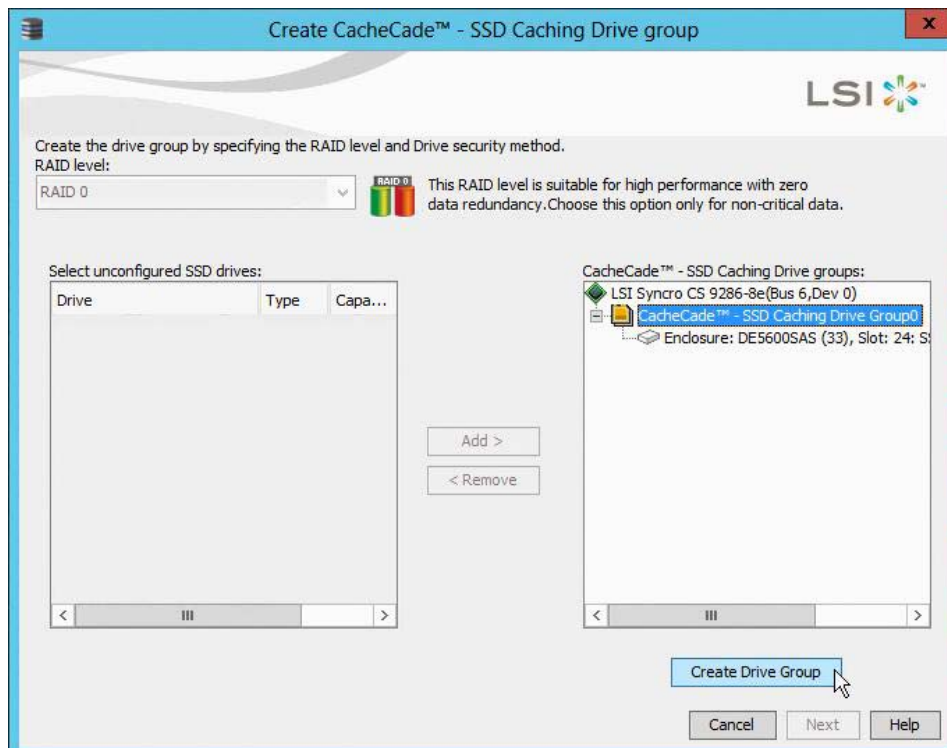 Create CacheCade™ - SSD Caching Drive group
x
LSI
Create the drive group by specifying the RAID level and Drive security method.
RAID level:
RAID 0
RAID 0
This RAID level is suitable for high performance with zero
data redundancy.Choose this option only for non-critical data.
Select unconfigured SSD drives:
Drive Type Capa...
CacheCade™ - SSD Caching Drive groups:
LSI Syncro CS 9286-8e(Bus 6,Dev 0)
CacheCade™ - SSD Caching Drive Group0
Enclosure: DE5600SAS (33), Slot: 24: S
Add >
< Remove
Create Drive Group
Cancel
Next
Help